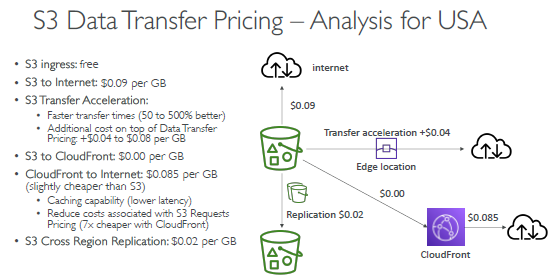 S3 Data Transfer Pricing – Analysis for USA
• S3 ingress: free
• S3 to Internet: $0.09 per GB
• S3 Transfer Acceleration:
• Faster transfer times (50 to 500% better)
• Additional cost on top of Data Transfer
Pricing: +$0.04 to $0.08 per GB
• S3 to CloudFront: $0.00 per GB
• CloudFront to Internet: $0.085 per GB
(slightly cheaper than S3)
• Caching capability (lower latency)
• Reduce costs associated with S3 Requests
Pricing (7x cheaper with CloudFront)
• S3 Cross Region Replication: $0.02 per GB
internet
$0.09
Transfer acceleration +$0.04
Edge location
$0.00
Replication $0.02
$0.085
CloudFront